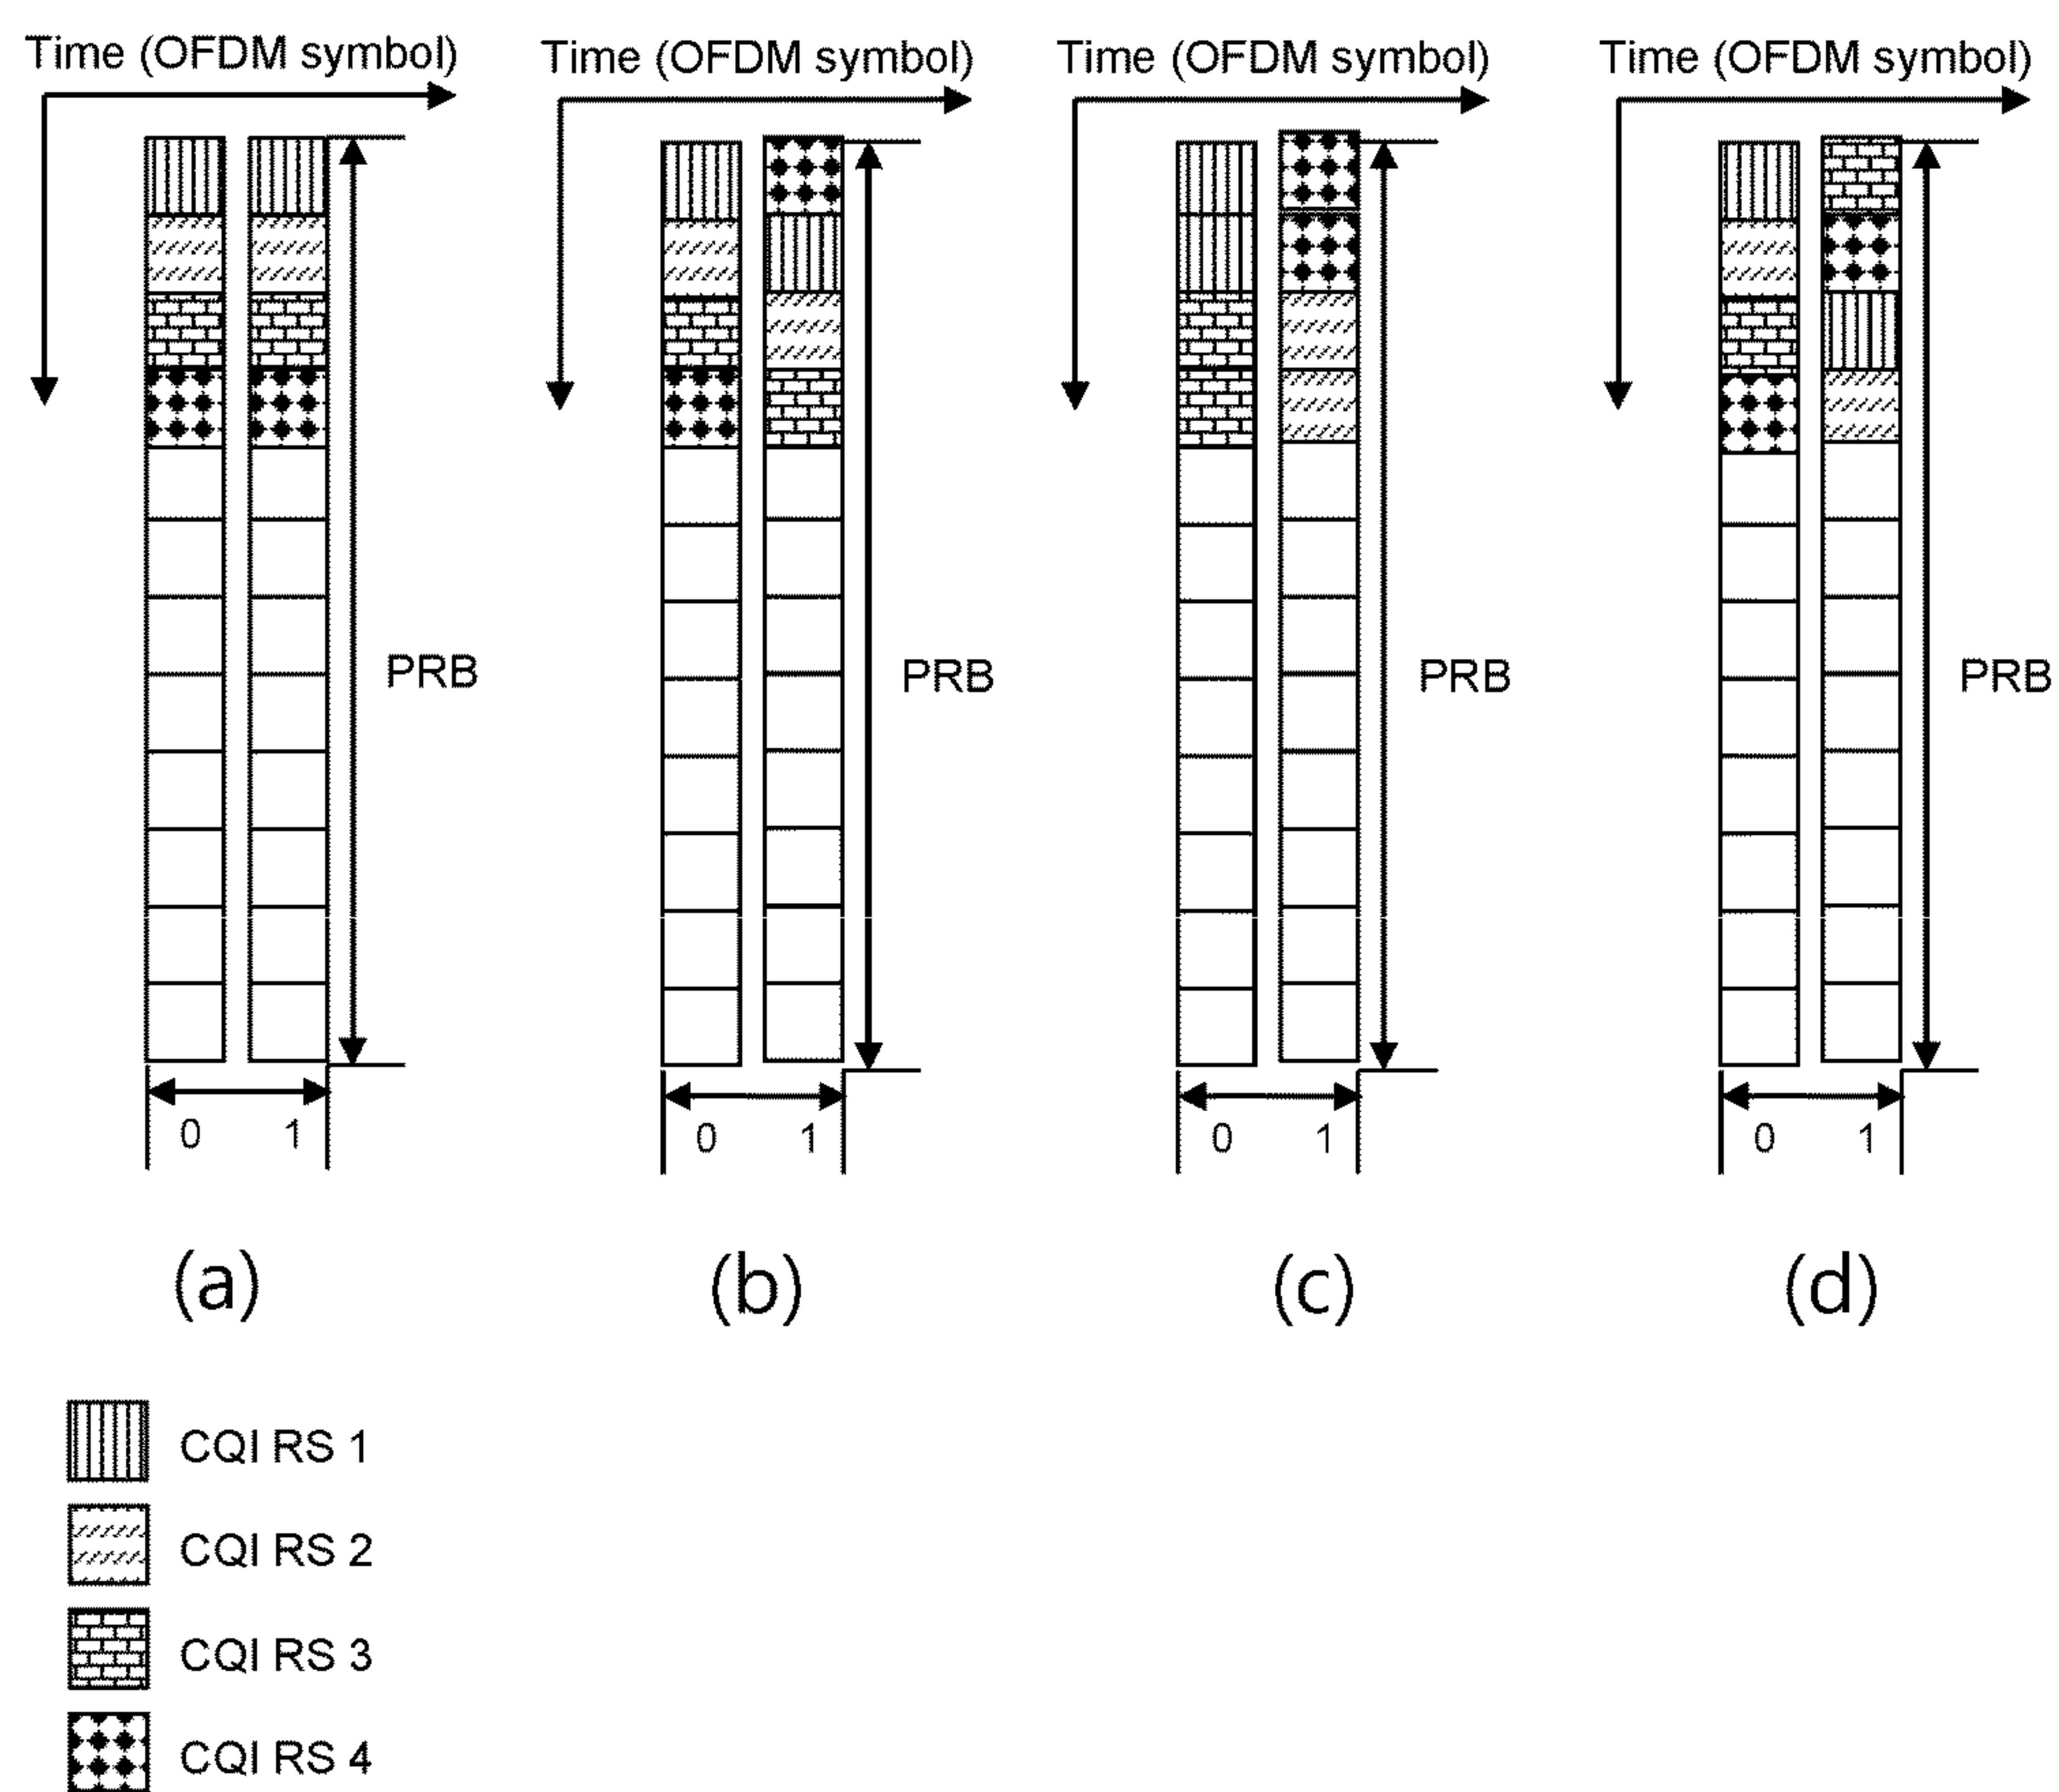 Time (OFDM symbol) Time (OFDM symbol) Time (OFDM symbol) Time (OFDM symbol)
PRB PRB PRB PRB
0 1 0 1 0 1 0 1
(a) (b) (c) (d)
CQI RS 1
CQI RS 2
CQI RS 3
CQI RS 4